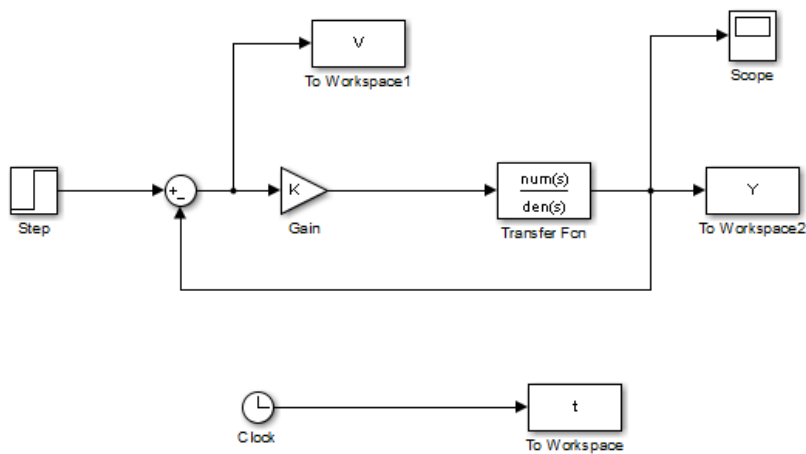 V
To Workspace1
Scope
Step
+
-
K
Gain
num(s)
den(s)
Transfer Fcn
Y
To Workspace2
Clock
t
To Workspace